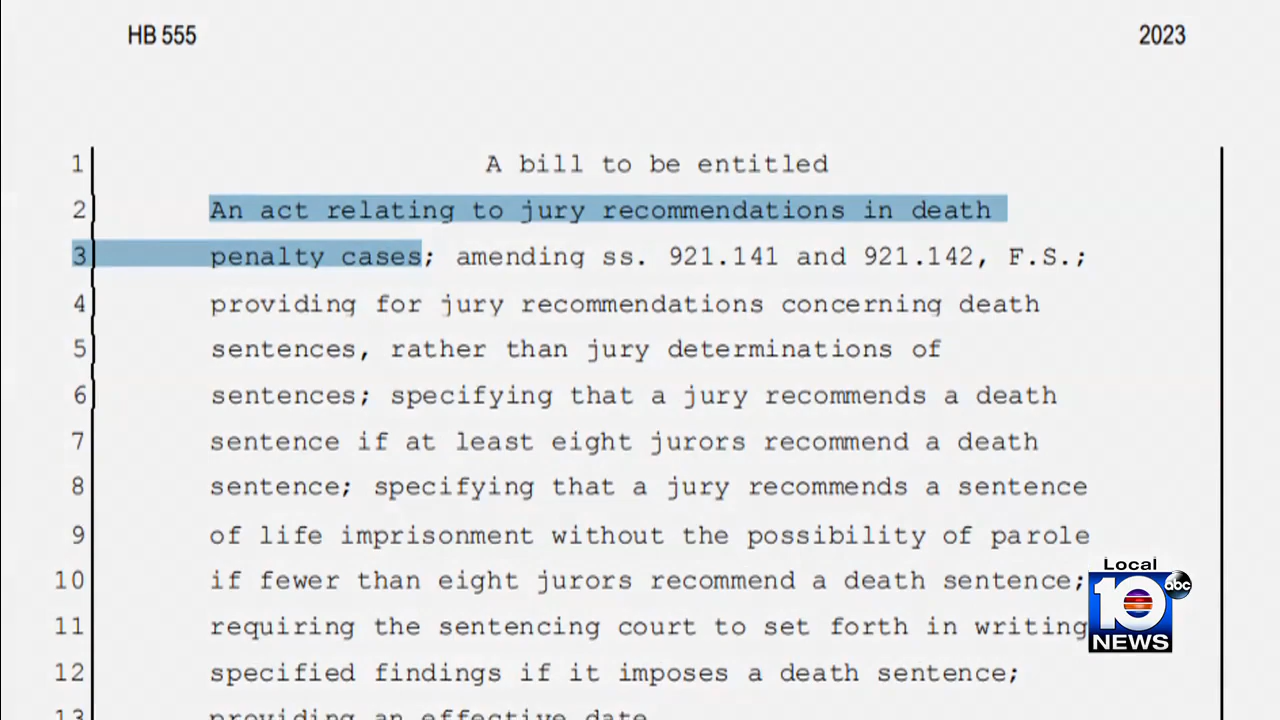 HB 555 2023
1 A bill to be entitled
2 An act relating to jury recommendations in death
3 penalty cases; amending ss. 921.141 and 921.142, F.S.;
4 providing for jury recommendations concerning death
5 sentences, rather than jury determinations of
6 sentences; specifying that a jury recommends a death
7 sentence if at least eight jurors recommend a death
8 sentence; specifying that a jury recommends a sentence
9 of life imprisonment without the possibility of parole
10 if fewer than eight jurors recommend a death sentence;
11 requiring the sentencing court to set forth in writing
12 specified findings if it imposes a death sentence;
13 providing an effective date
Local
10 abc
NEWS